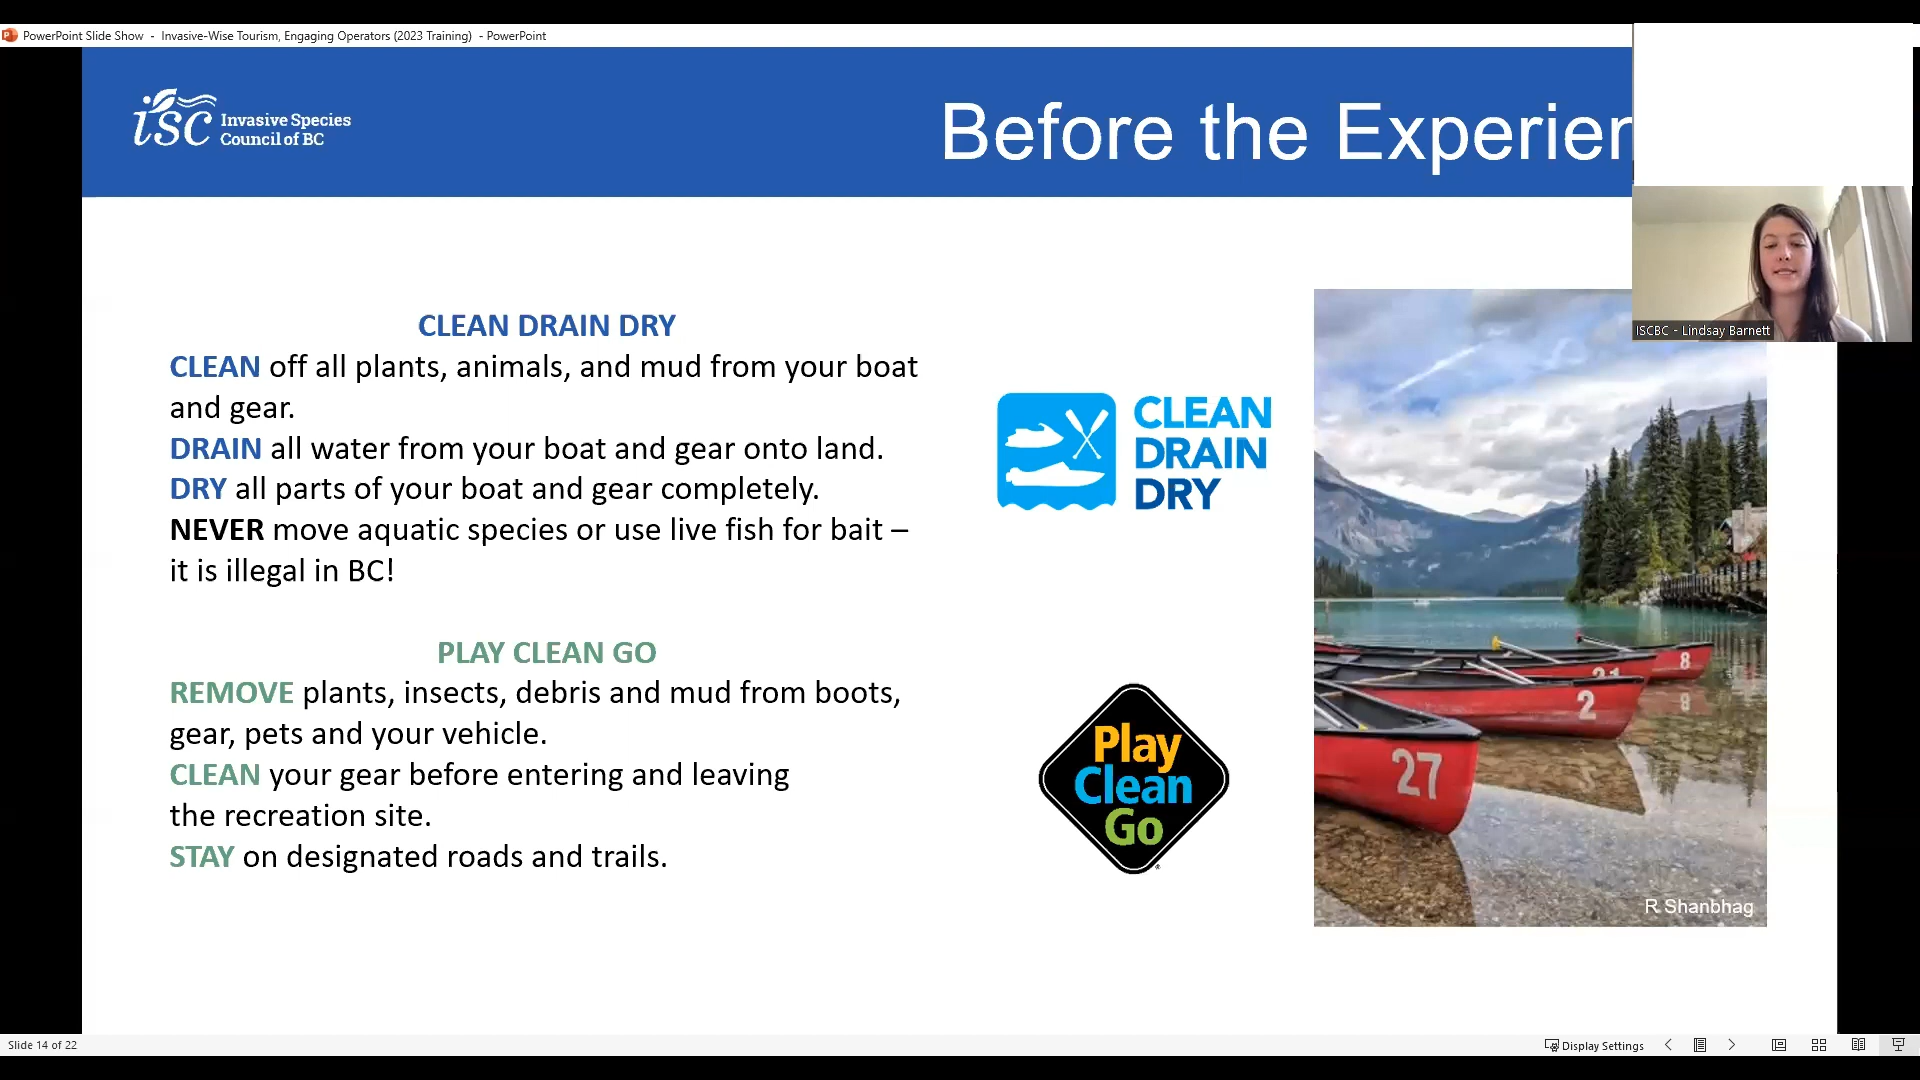 PowerPoint Slide Show - Invasive-Wise Tourism, Engaging Operators (2023 Training) - PowerPoint
isc Invasive Species
Council of BC
Before the Experien
ISCBC - Lindsay Barnett
CLEAN DRAIN DRY
CLEAN off all plants, animals, and mud from your boat
and gear.
DRAIN all water from your boat and gear onto land.
DRY all parts of your boat and gear completely.
NEVER move aquatic species or use live fish for bait –
it is illegal in BC!
CLEAN
DRAIN
DRY
PLAY CLEAN GO
REMOVE plants, insects, debris and mud from boots,
gear, pets and your vehicle.
CLEAN your gear before entering and leaving
the recreation site.
STAY on designated roads and trails.
Play
Clean
Go
8
21
2
27
R Shanbhag
Slide 14 of 22
Display Settings